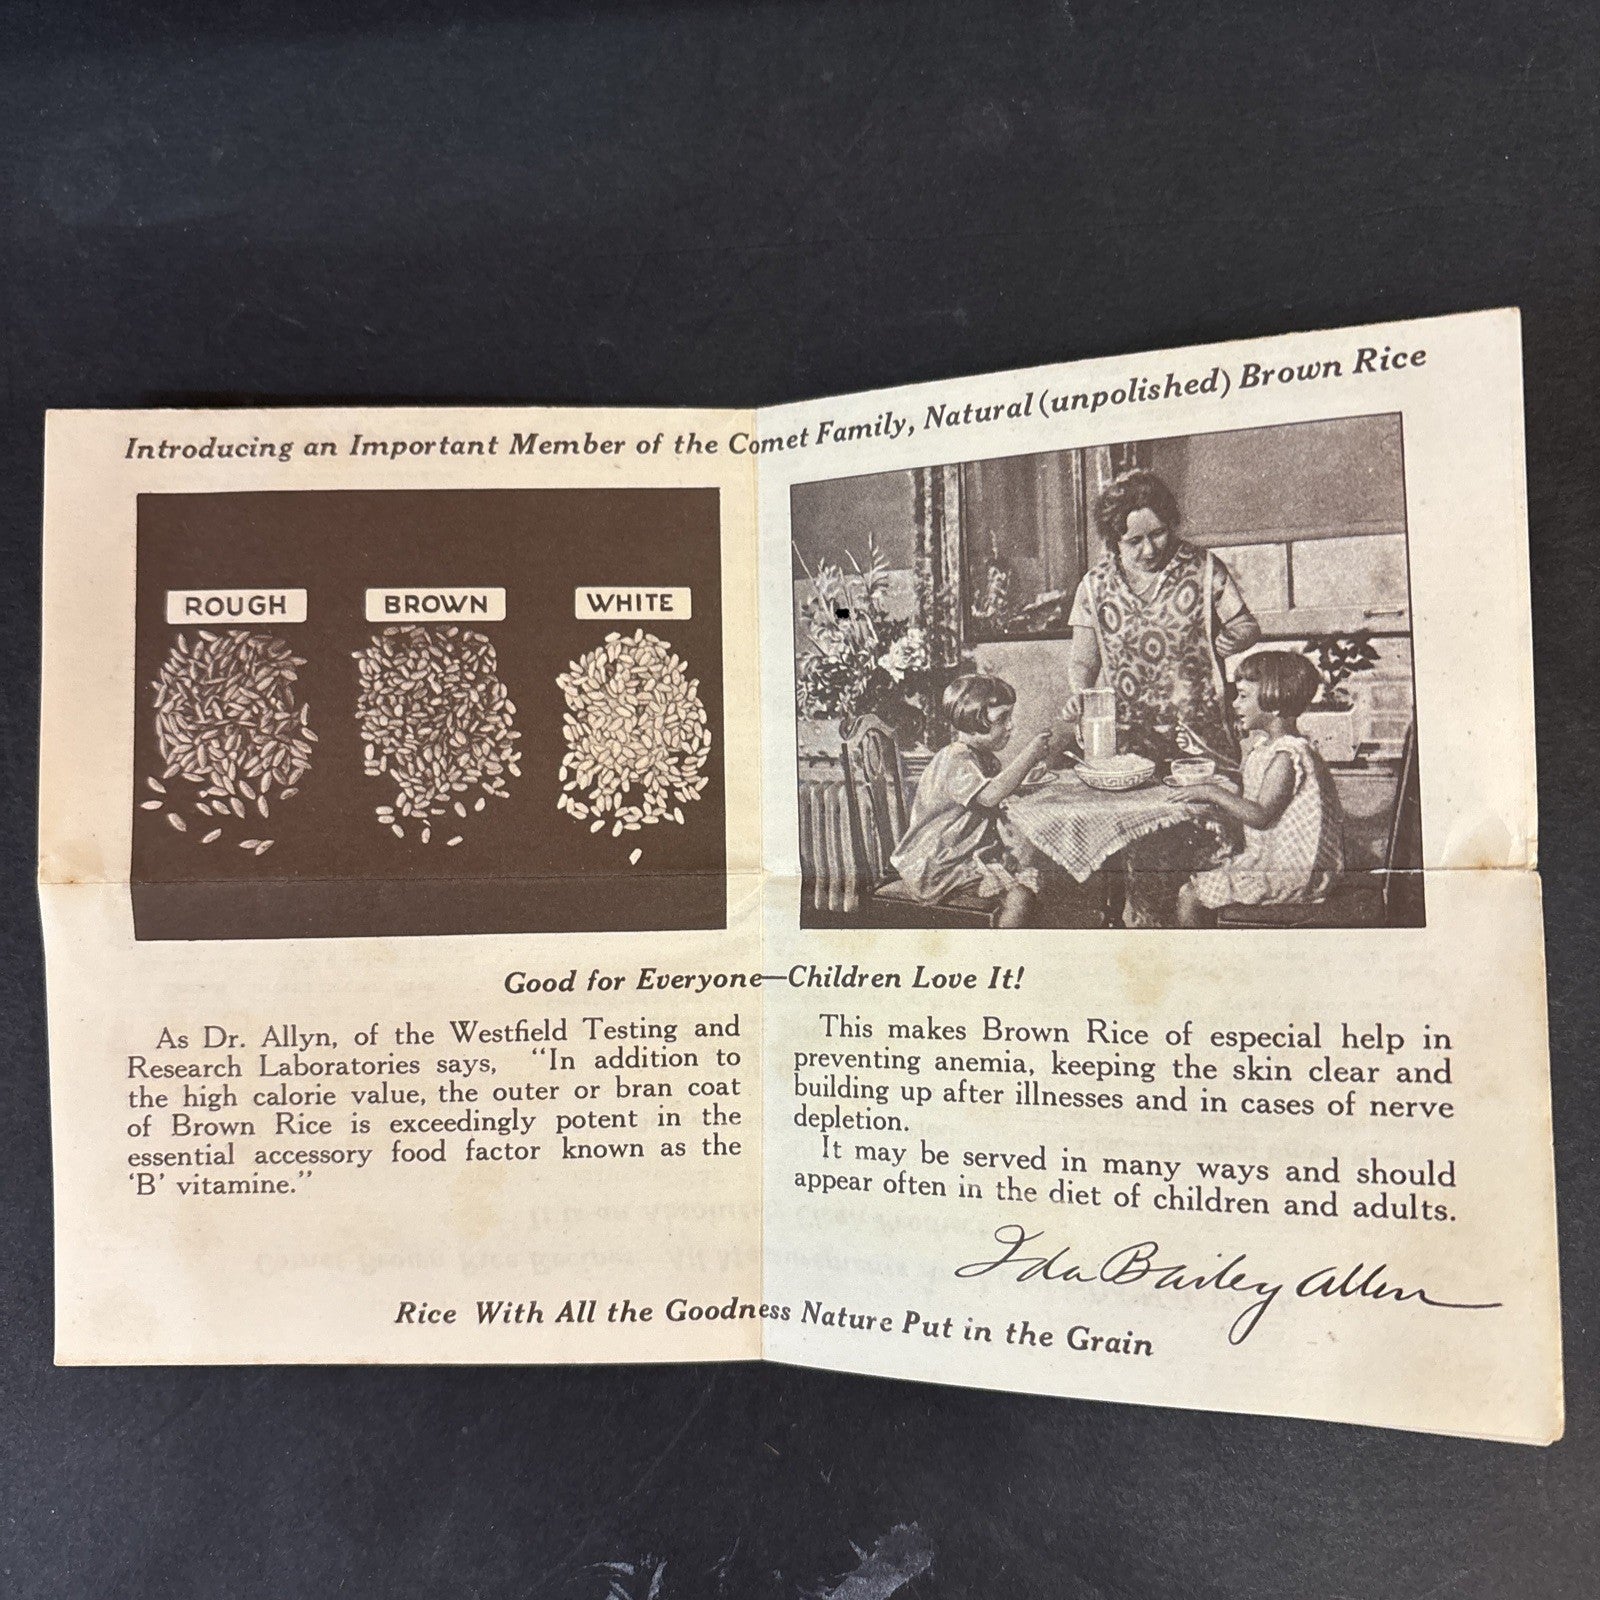 Introducing an Important Member of the Comet Family, Natural (unpolished) Brown Rice
ROUGH
BROWN
WHITE
Good for Everyone—Children Love It!
As Dr. Allyn, of the Westfield Testing and
Research Laboratories says, "In addition to
the high calorie value, the outer or bran coat
of Brown Rice is exceedingly potent in the
essential accessory food factor known as the
'B' vitamine."
This makes Brown Rice of especial help in
preventing anemia, keeping the skin clear and
building up after illnesses and in cases of nerve
depletion.
It may be served in many ways and should
appear often in the diet of children and adults.
Ida Bailey Allen
Rice With All the Goodness Nature Put in the Grain